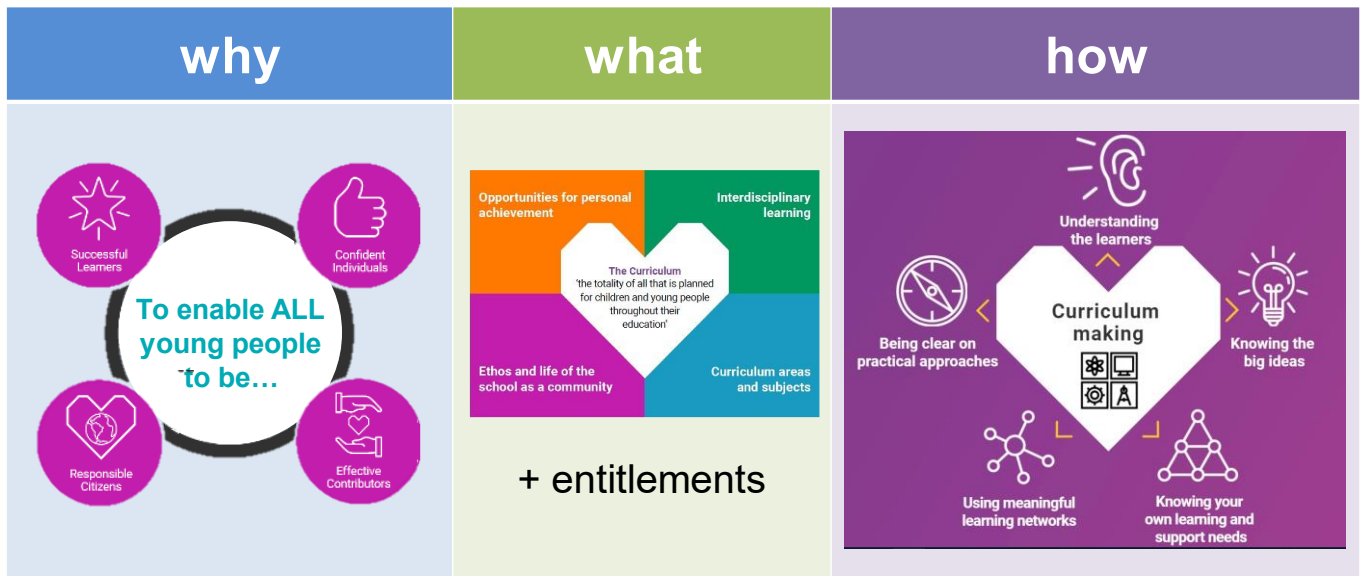 why
what
how
Successful
Learners
Confident
Individuals
To enable ALL
young people
to be…
Responsible
Citizens
Effective
Contributors
Opportunities for personal
achievement
Interdisciplinary
learning
The Curriculum
'the totality of all that is planned
for children and young people
throughout their
education'
Ethos and life of the
school as a community
Curriculum areas
and subjects
+ entitlements
Understanding
the learners
Being clear on
practical approaches
Curriculum
making
Knowing the
big ideas
Using meaningful
learning networks
Knowing your
own learning and
support needs